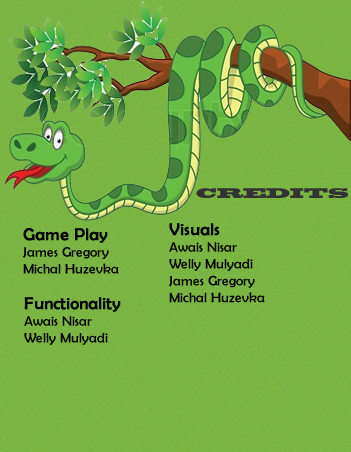 CREDITS
Game Play
James Gregory
Michal Huzevka
Functionality
Awais Nisar
Welly Mulyadi
Visuals
Awais Nisar
Welly Mulyadi
James Gregory
Michal Huzevka